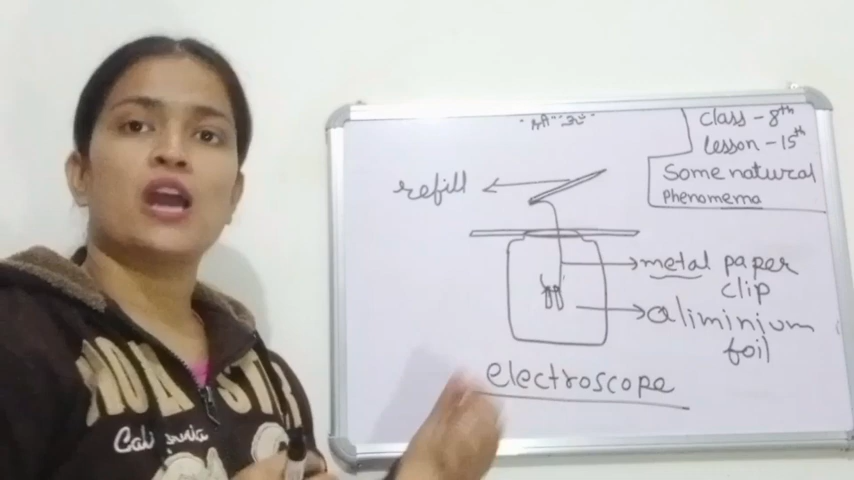 class - 8th
lesson - 15th
Some natural
Phenomema
refill
metal paper
clip
aliminium
foil
electroscope